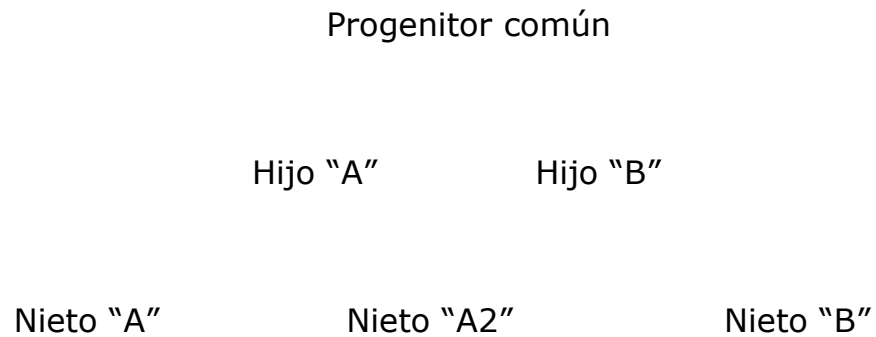 Progenitor común
Hijo “A” Hijo “B”
Nieto “A” Nieto “A2” Nieto “B”